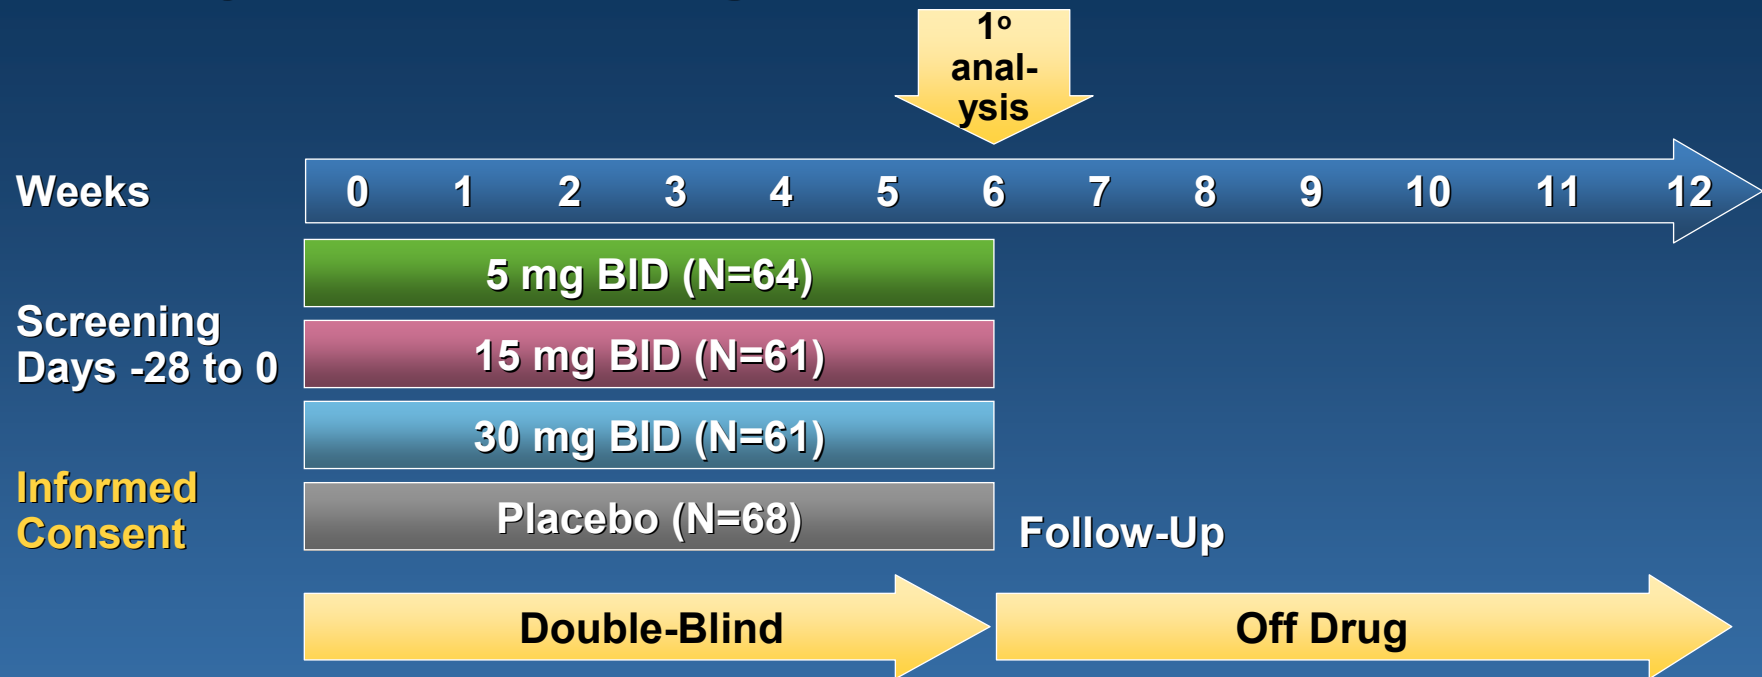 1º
anal-
ysis
Weeks 0 1 2 3 4 5 6 7 8 9 10 11 12
5 mg BID (N=64)
Screening
Days -28 to 0
15 mg BID (N=61)
30 mg BID (N=61)
Informed
Consent
Placebo (N=68)
Follow-Up
Double-Blind
Off Drug